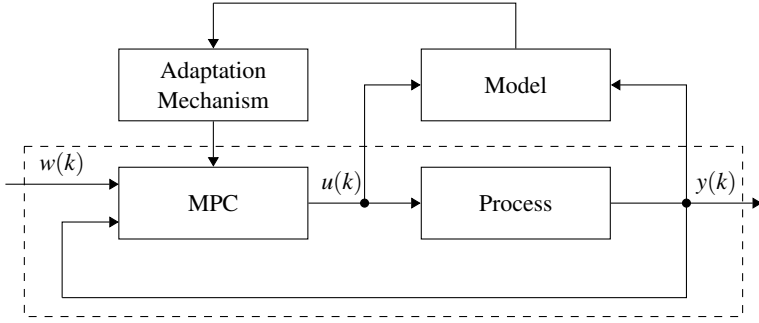 Adaptation
Mechanism
Model
w(k)
MPC
u(k)
Process
y(k)